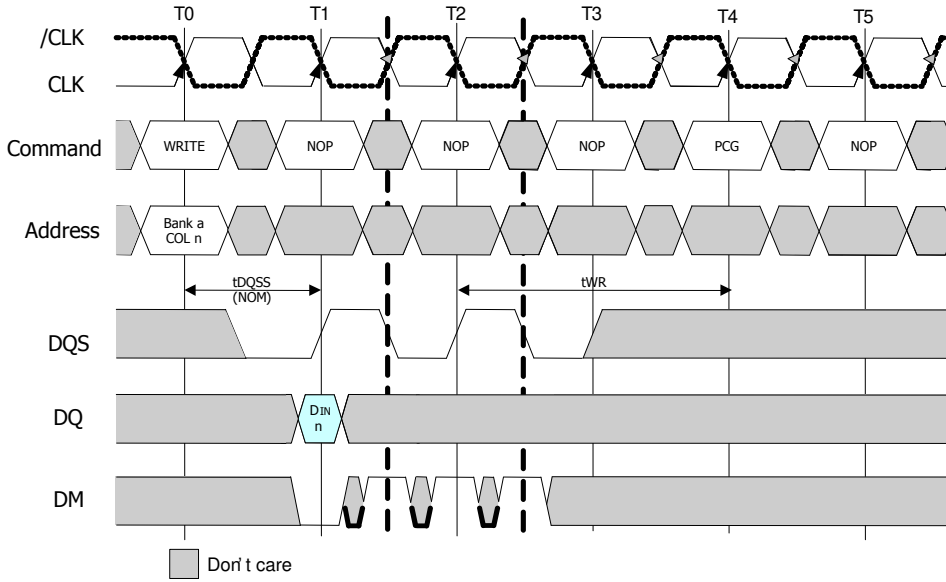 T0 T1 T2 T3 T4 T5
/CLK
CLK
Command WRITE NOP NOP NOP PCG NOP
Address Bank a
COL n
tDQSS
(NOM)
tWR
DQS
DQ DIN
n
DM
Don't care